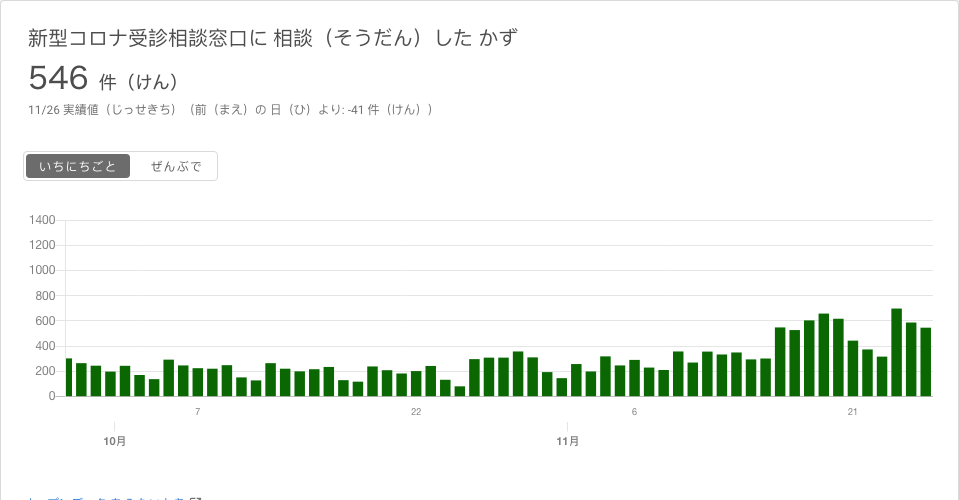 新型コロナ受診相談窓口に 相談（そうだん）した かず
546 件（けん）
11/26 実績値（じっせきち）（前（まえ）の 日（ひ）より: -41 件（けん））
いちにちごと ぜんぶで
1400
1200
1000
800
600
400
200
0
7 22 6 21
10月 11月